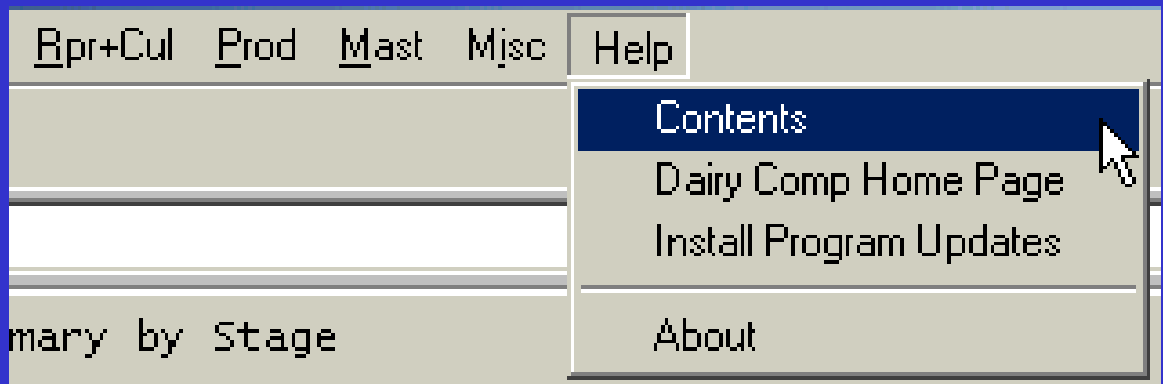 Rpr+Cul Prod Mast Misc Help
Contents
Dairy Comp Home Page
Install Program Updates
mary by Stage
About